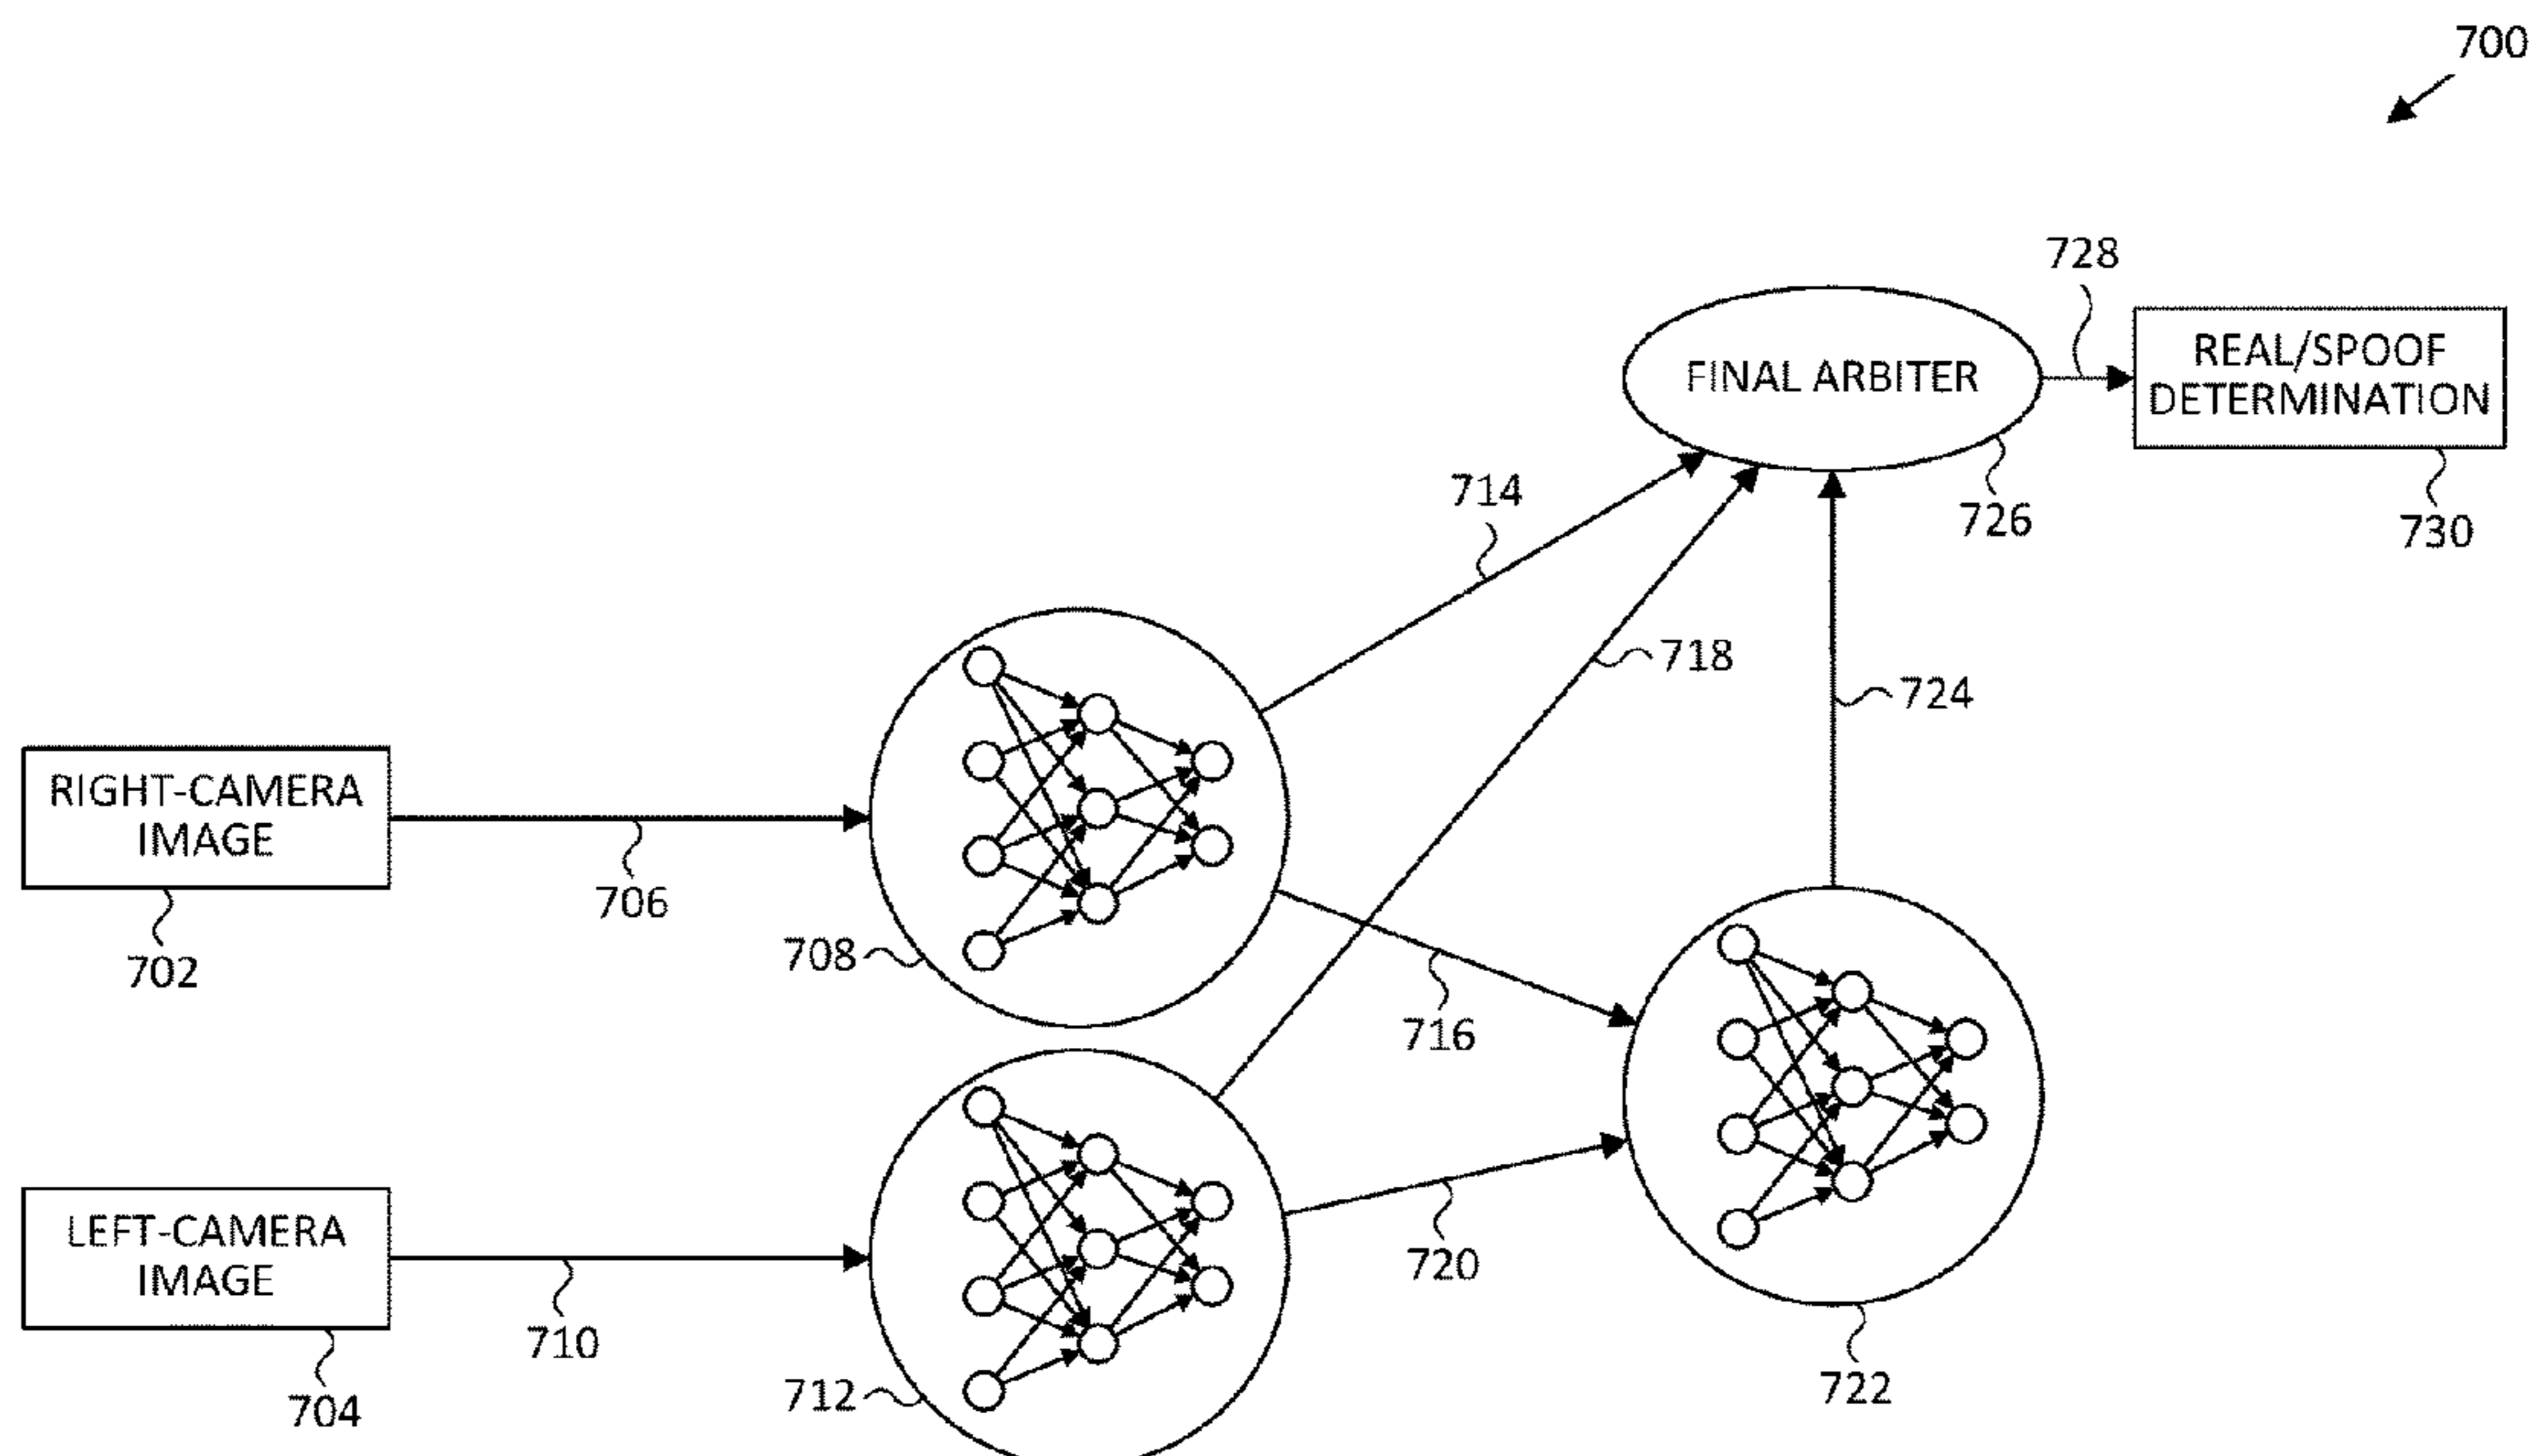 700
728
FINAL ARBITER
REAL/SPOOF
DETERMINATION
714
726
730
718
724
RIGHT-CAMERA
IMAGE
706
702
708
716
LEFT-CAMERA
IMAGE
720
710
704
712
722